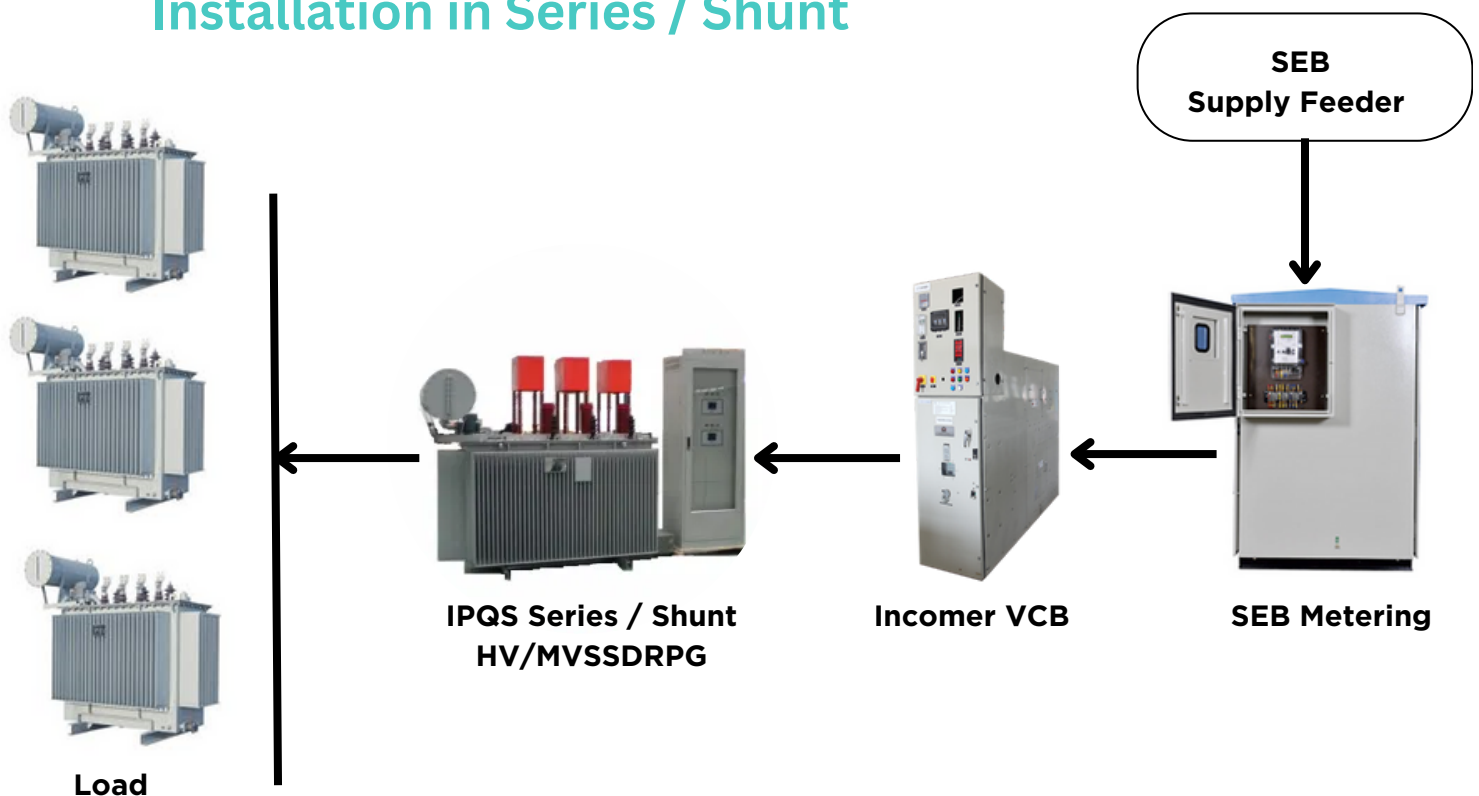 Installation in Series / Shunt
SEB
Supply Feeder
IPQS Series / Shunt
HV/MVSSDRPG
Incomer VCB
SEB Metering
Load